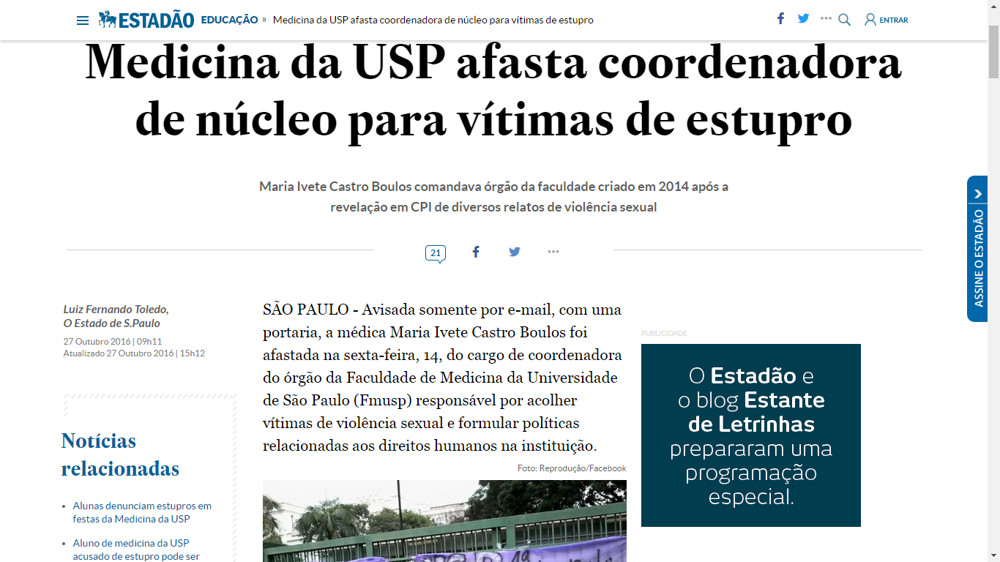 ESTADÃO EDUCAÇÃO » Medicina da USP afasta coordenadora de núcleo para vítimas de estupro ENTRAR
Medicina da USP afasta coordenadora
de núcleo para vítimas de estupro
Maria Ivete Castro Boulos comandava órgão da faculdade criado em 2014 após a
revelação em CPI de diversos relatos de violência sexual
21
ASSINE O ESTADÃO
Luiz Fernando Toledo,
O Estado de S.Paulo
27 Outubro 2016 | 09h11
Atualizado 27 Outubro 2016 | 15h12
Notícias
relacionadas
Alunas denunciam estupros em
festas da Medicina da USP
Aluno de medicina da USP
acusado de estupro pode ser
SÃO PAULO - Avisada somente por e-mail, com uma
portaria, a médica Maria Ivete Castro Boulos foi
afastada na sexta-feira, 14, do cargo de coordenadora
do órgão da Faculdade de Medicina da Universidade
de São Paulo (Fmusp) responsável por acolher
vítimas de violência sexual e formular políticas
relacionadas aos direitos humanos na instituição.
Foto: Reprodução/Facebook
PUBLICIDADE
O Estadão e
o blog Estante
de Letrinhas
prepararam uma
programação
especial.